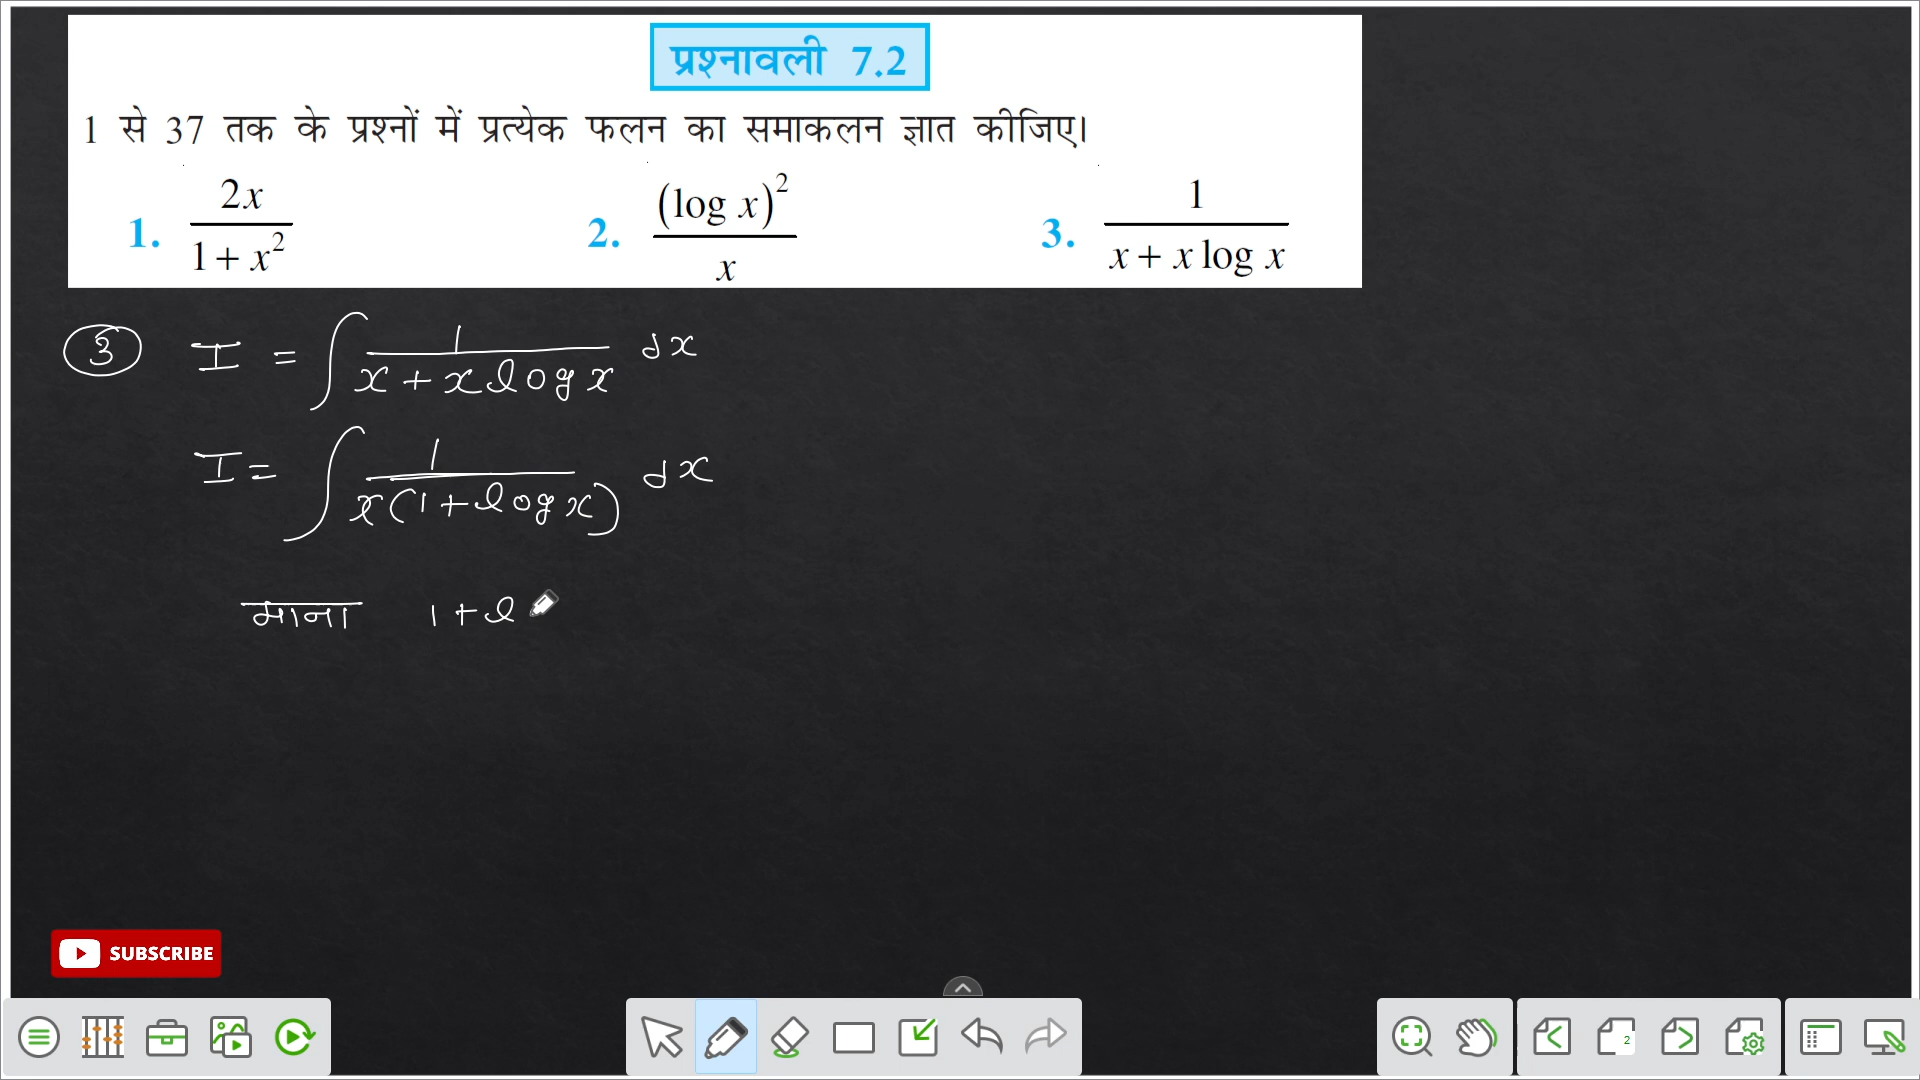 प्रश्नावली 7.2
1 से 37 तक के प्रश्नों में प्रत्येक फलन का समाकलन ज्ञात कीजिए।
1. 2x/(1 + x²) 2. (log x)²/x 3. 1/(x + x log x)
③ I = ∫ 1/(x + x log x) dx
I = ∫ 1/(x(1 + log x)) dx
माना 1 + l
SUBSCRIBE
2